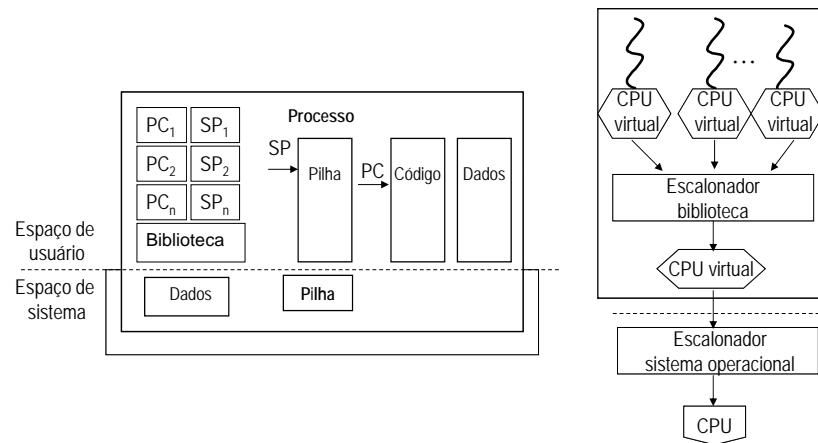 Processo
PC1 SP1
PC2 SP2
PCn SPn
Biblioteca
SP
Pilha
PC
Código
Dados
Espaço de
usuário
Espaço de
sistema
Dados
Pilha
...
CPU
virtual
CPU
virtual
CPU
virtual
Escalonador
biblioteca
CPU virtual
Escalonador
sistema operacional
CPU